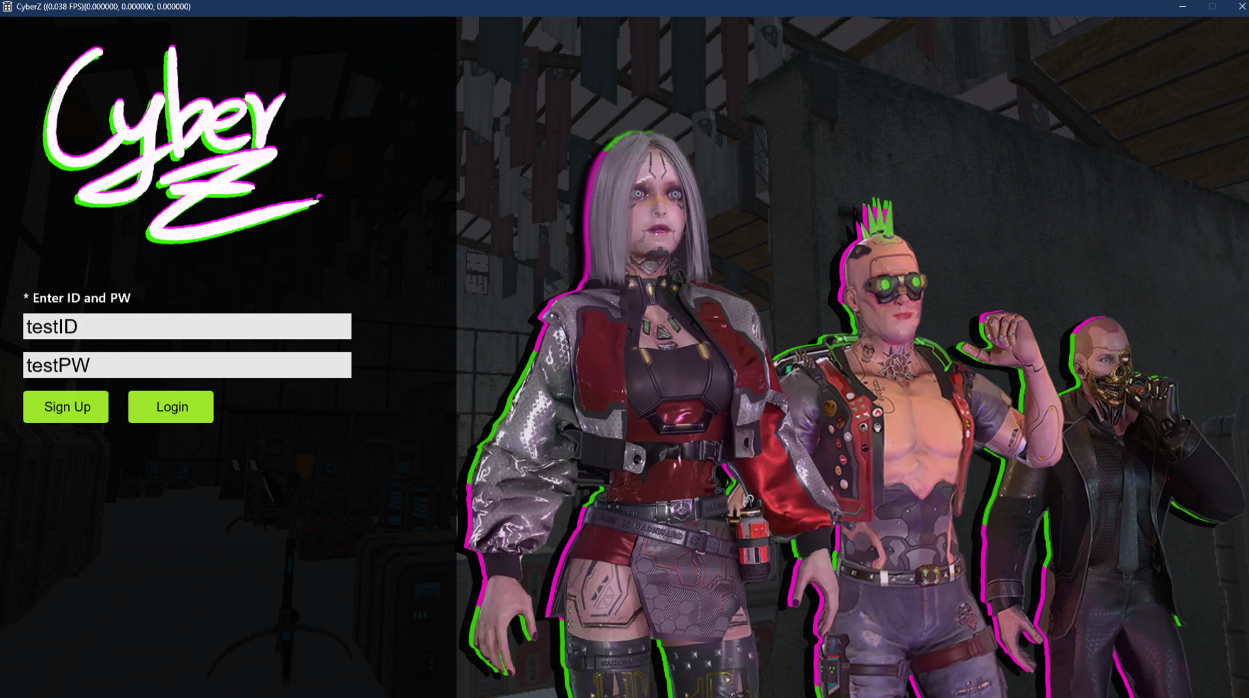 CyberZ ((0.038 FPS)(0.000000, 0.000000, 0.000000)
Cyber
Z
* Enter ID and PW
testID
testPW
Sign Up
Login